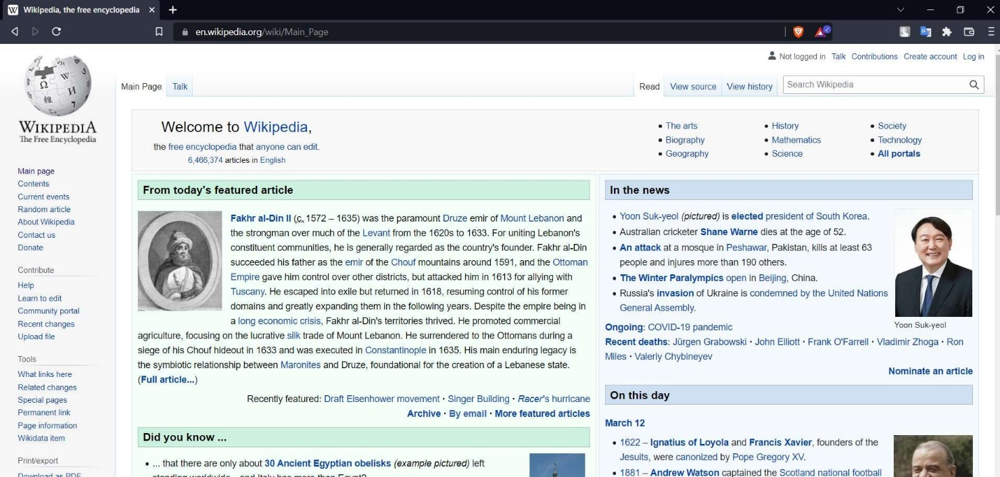 Wikipedia, the free encyclopedia
en.wikipedia.org/wiki/Main_Page
Not logged in Talk Contributions Create account Log in
Main Page Talk
Read View source View history Search Wikipedia
WIKIPEDIA
The Free Encyclopedia
Main page
Contents
Current events
Random article
About Wikipedia
Contact us
Donate
Contribute
Help
Learn to edit
Community portal
Recent changes
Upload file
Tools
What links here
Related changes
Special pages
Permanent link
Page information
Wikidata item
Print/export
Download as PDF
Welcome to Wikipedia,
the free encyclopedia that anyone can edit.
6,466,374 articles in English
The arts
Biography
Geography
History
Mathematics
Science
Society
Technology
All portals
From today's featured article
Fakhr al-Din II (c. 1572 – 1635) was the paramount Druze emir of Mount Lebanon and
the strongman over much of the Levant from the 1620s to 1633. For uniting Lebanon's
constituent communities, he is generally regarded as the country's founder. Fakhr al-Din
succeeded his father as the emir of the Chouf mountains around 1591, and the Ottoman
Empire gave him control over other districts, but attacked him in 1613 for allying with
Tuscany. He escaped into exile but returned in 1618, resuming control of his former
domains and greatly expanding them in the following years. Despite the empire being in
a long economic crisis, Fakhr al-Din's territories thrived. He promoted commercial
agriculture, focusing on the lucrative silk trade of Mount Lebanon. He surrendered to the Ottomans during a
siege of his Chouf hideout in 1633 and was executed in Constantinople in 1635. His main enduring legacy is
the symbiotic relationship between Maronites and Druze, foundational for the creation of a Lebanese state.
(Full article...)
Recently featured: Draft Eisenhower movement · Singer Building · Racer's hurricane
Archive · By email · More featured articles
Did you know ...
... that there are only about 30 Ancient Egyptian obelisks (example pictured) left
standing worldwide – and Italy has more than Egypt?
In the news
Yoon Suk-yeol (pictured) is elected president of South Korea.
Australian cricketer Shane Warne dies at the age of 52.
An attack at a mosque in Peshawar, Pakistan, kills at least 63
people and injures more than 190 others.
The Winter Paralympics open in Beijing, China.
Russia's invasion of Ukraine is condemned by the United Nations
General Assembly.
Yoon Suk-yeol
Ongoing: COVID-19 pandemic
Recent deaths: Jürgen Grabowski · John Elliott · Frank O'Farrell · Vladimir Zhoga · Ron
Miles · Valeriy Chybineyev
Nominate an article
On this day
March 12
1622 – Ignatius of Loyola and Francis Xavier, founders of the
Jesuits, were canonized by Pope Gregory XV.
1881 – Andrew Watson captained the Scotland national football